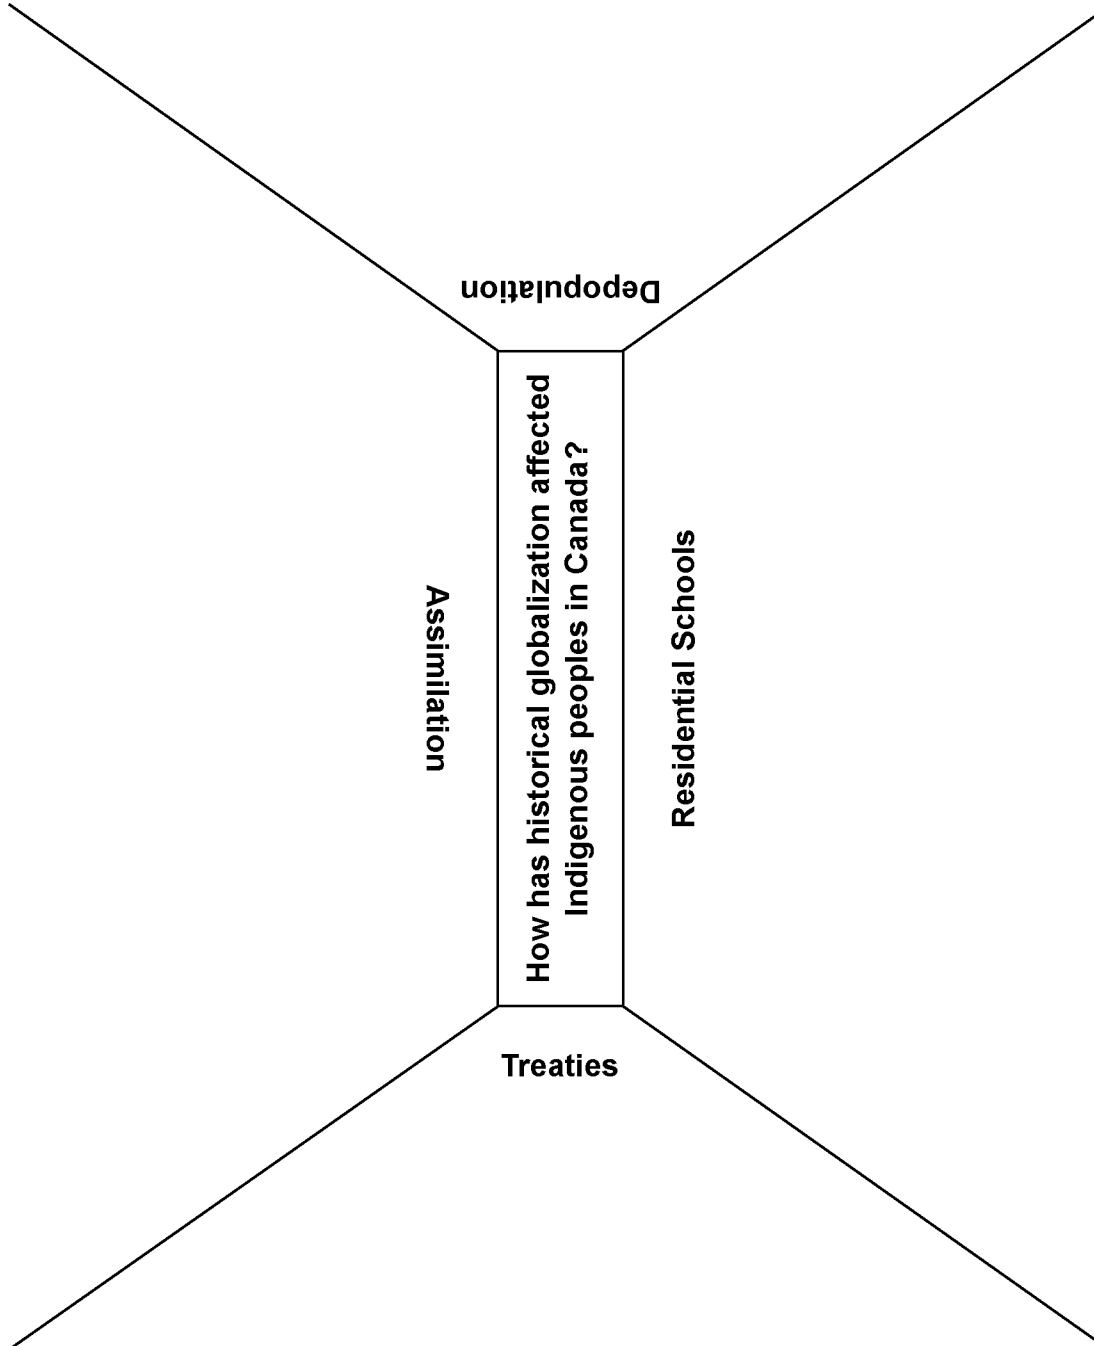 Depopulation
Assimilation
How has historical globalization affected
Indigenous peoples in Canada?
Residential Schools
Treaties